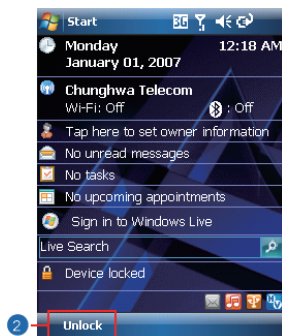 Start 3G
Monday 12:18 AM
January 01, 2007
Chunghwa Telecom
Wi-Fi: Off : Off
Tap here to set owner information
No unread messages
No tasks
No upcoming appointments
Sign in to Windows Live
Live Search
Device locked
2 Unlock